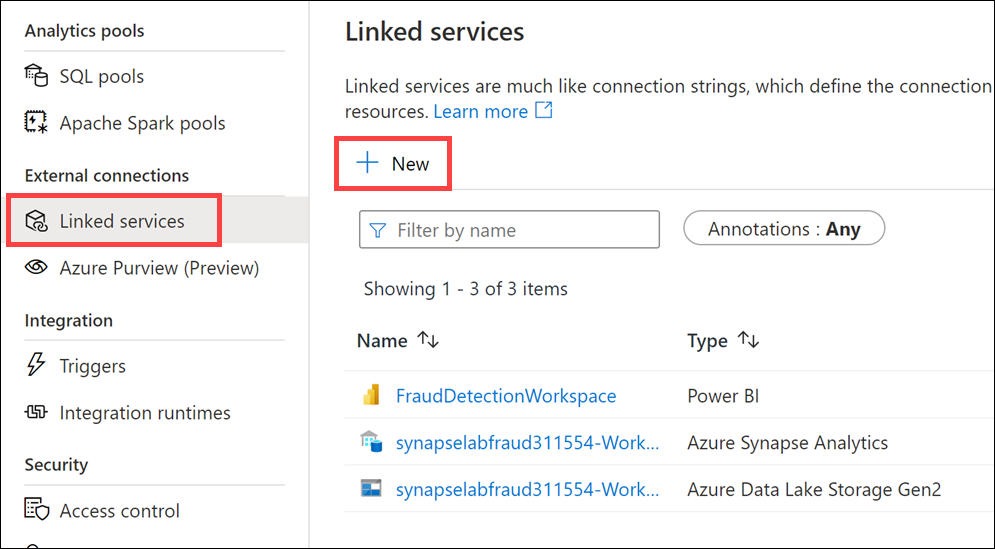 Analytics pools
SQL pools
Apache Spark pools
External connections
Linked services
Azure Purview (Preview)
Integration
Triggers
Integration runtimes
Security
Access control
Linked services
Linked services are much like connection strings, which define the connection
resources. Learn more
New
Filter by name
Annotations : Any
Showing 1 - 3 of 3 items
Name Type
FraudDetectionWorkspace Power BI
synapselabfraud311554-Work... Azure Synapse Analytics
synapselabfraud311554-Work... Azure Data Lake Storage Gen2